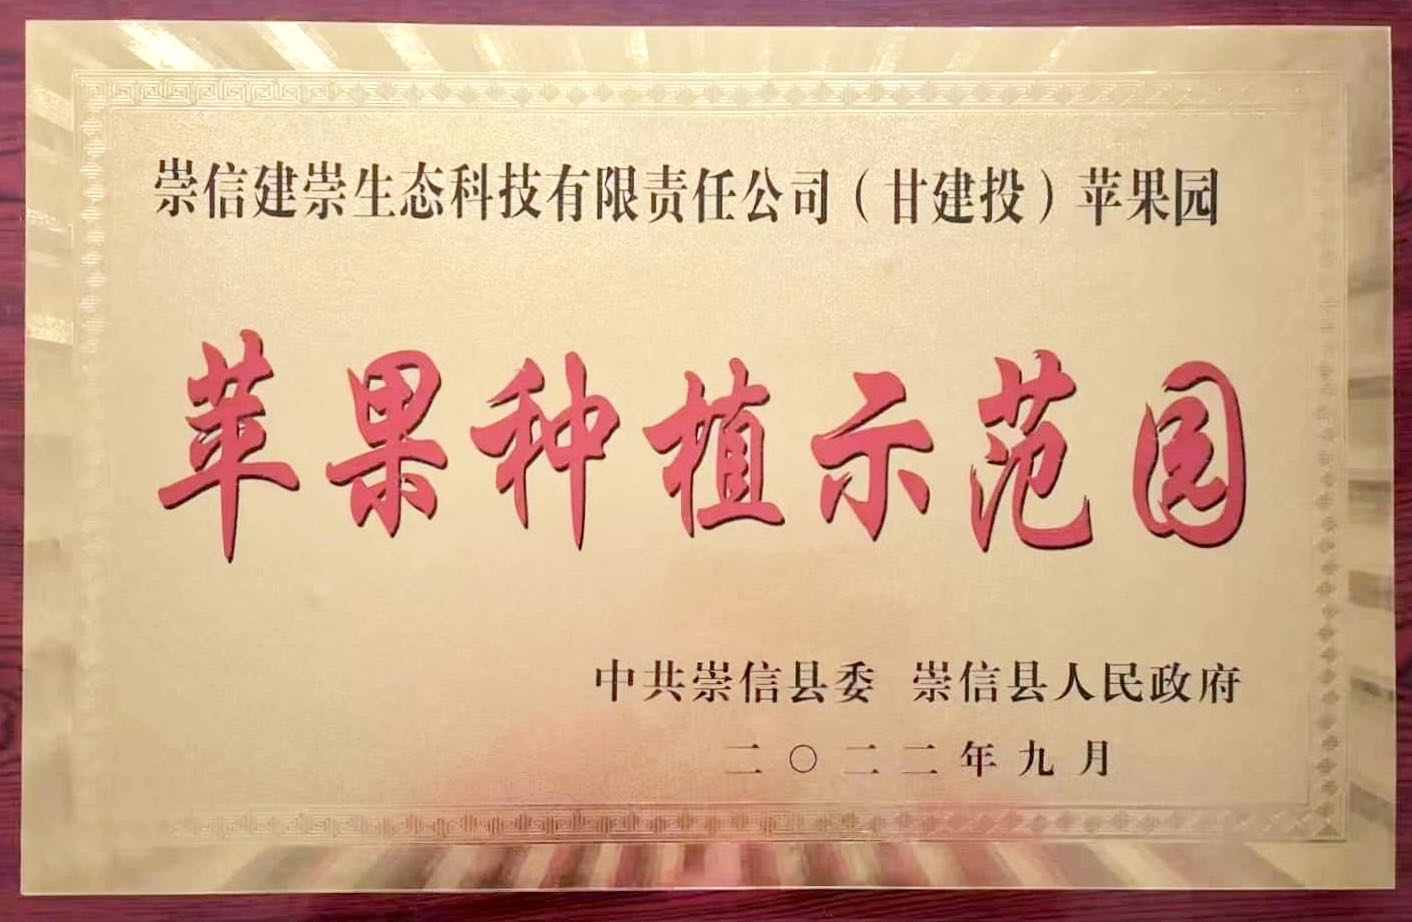 崇信建崇生态科技有限责任公司（甘建投）苹果园
苹果种植示范园
中共崇信县委 崇信县人民政府
二〇二二年九月